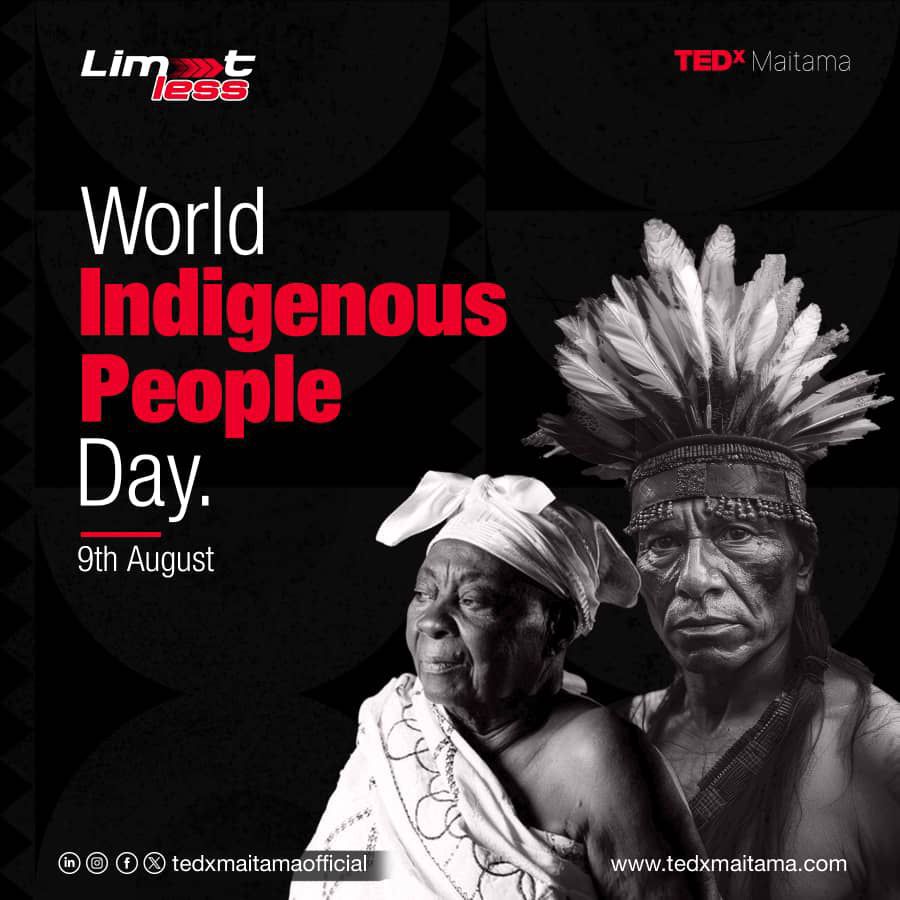 Limitless
TEDx Maitama
World
Indigenous
People
Day.
9th August
tedxmaitamaofficial
www.tedxmaitama.com